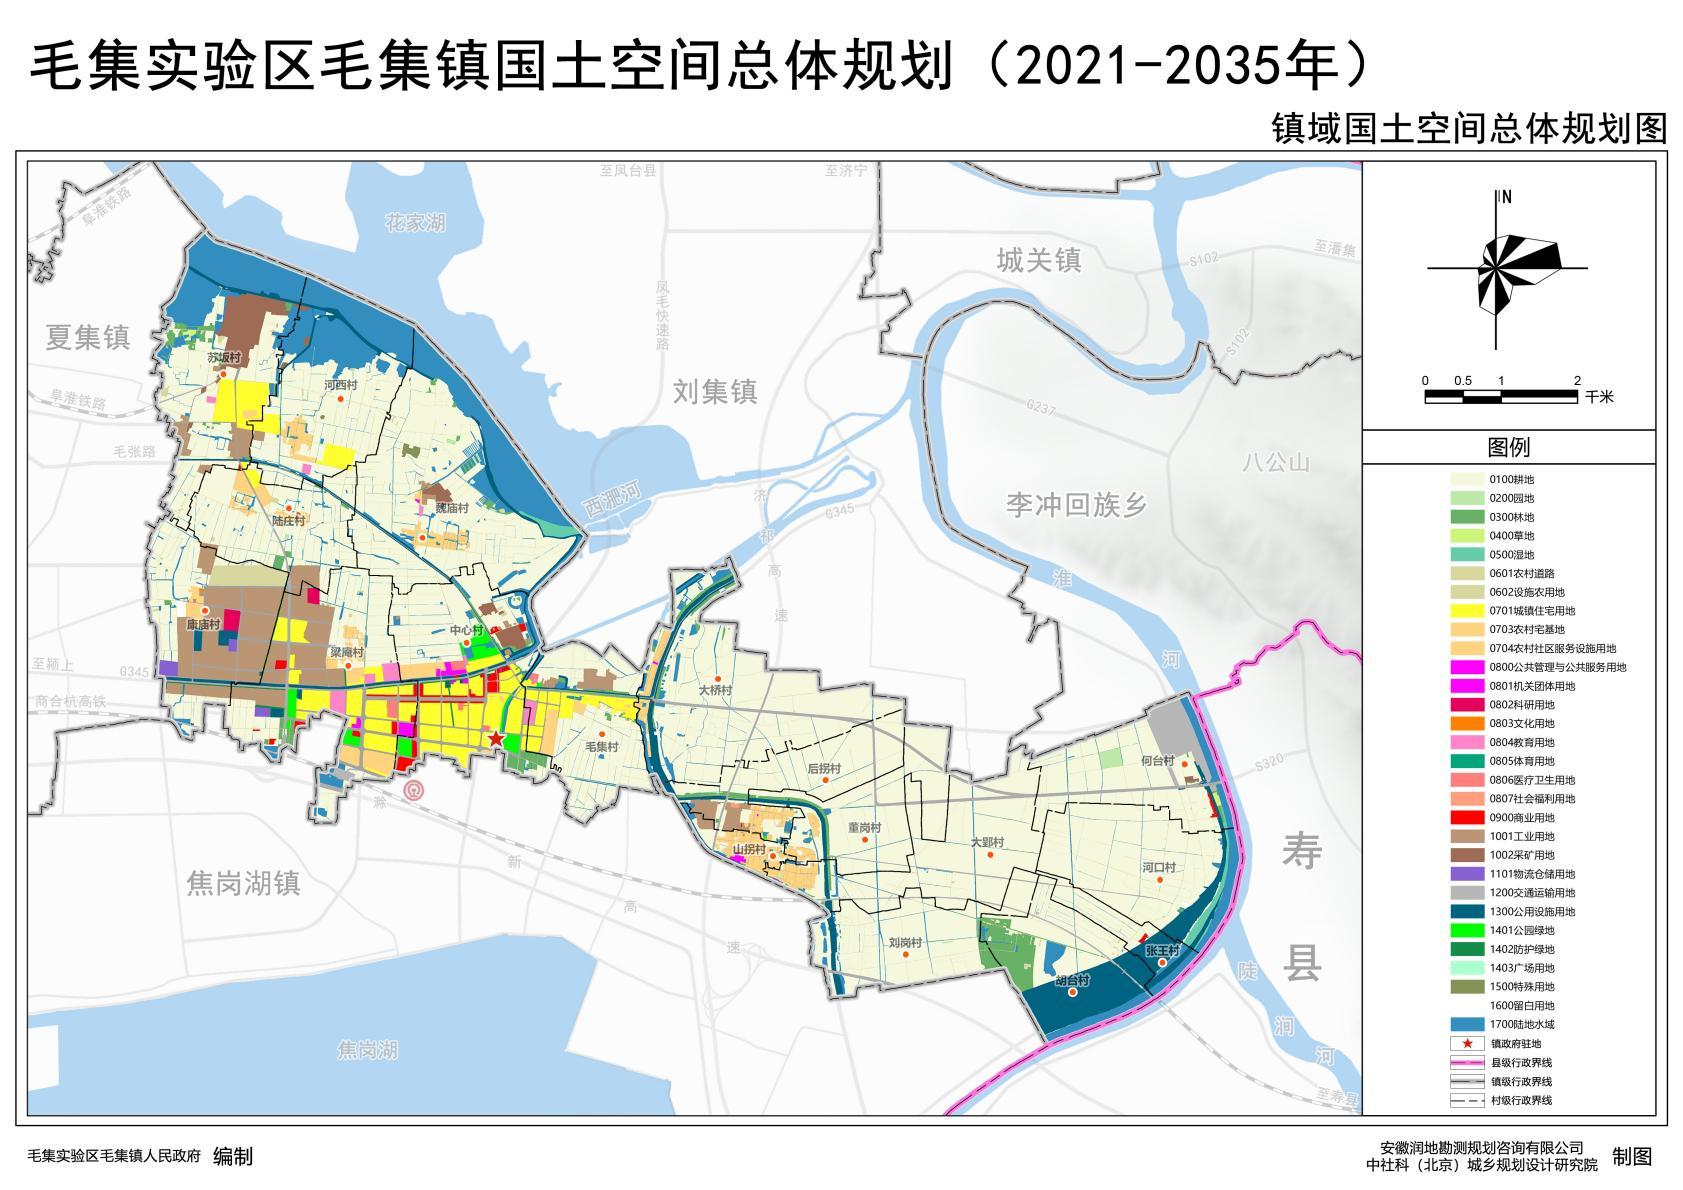 毛集实验区毛集镇国土空间总体规划（2021-2035年）
镇域国土空间总体规划图
至凤台县
至济宁
阜淮铁路
花家湖
城关镇
S102
至潘集
N
夏集镇
凤毛快速路
S102
苏坂村
河西村
刘集镇
0 0.5 1 2 千米
阜淮铁路
G237
图例
毛张路
八公山
0100耕地
0200园地
0300林地
0400草地
0500湿地
0601农村道路
0602设施农用地
0701城镇住宅用地
0703农村宅基地
0704农村社区服务设施用地
0800公共管理与公共服务用地
0801机关团体用地
0802科研用地
0803文化用地
0804教育用地
0805体育用地
0806医疗卫生用地
0807社会福利用地
0900商业用地
1001工业用地
1002采矿用地
1101物流仓储用地
1200交通运输用地
1300公用设施用地
1401公园绿地
1402防护绿地
1403广场用地
1500特殊用地
1600留白用地
1700陆地水域
镇政府驻地
县级行政界线
镇级行政界线
村级行政界线
魏庙村
陆庄村
西淝河
济祁高速
G345
李冲回族乡
淮河
康庙村
中心村
梁庵村
至颍上
G345
商合杭高铁
大桥村
毛集村
后拐村
何台村
S320
滁新高速
董岗村
山拐村
大郢村
河口村
寿县
焦岗湖镇
刘岗村
张王村
胡台村
陡涧河
焦岗湖
至寿县
毛集实验区毛集镇人民政府 编制
安徽润地勘测规划咨询有限公司
中社科（北京）城乡规划设计研究院 制图